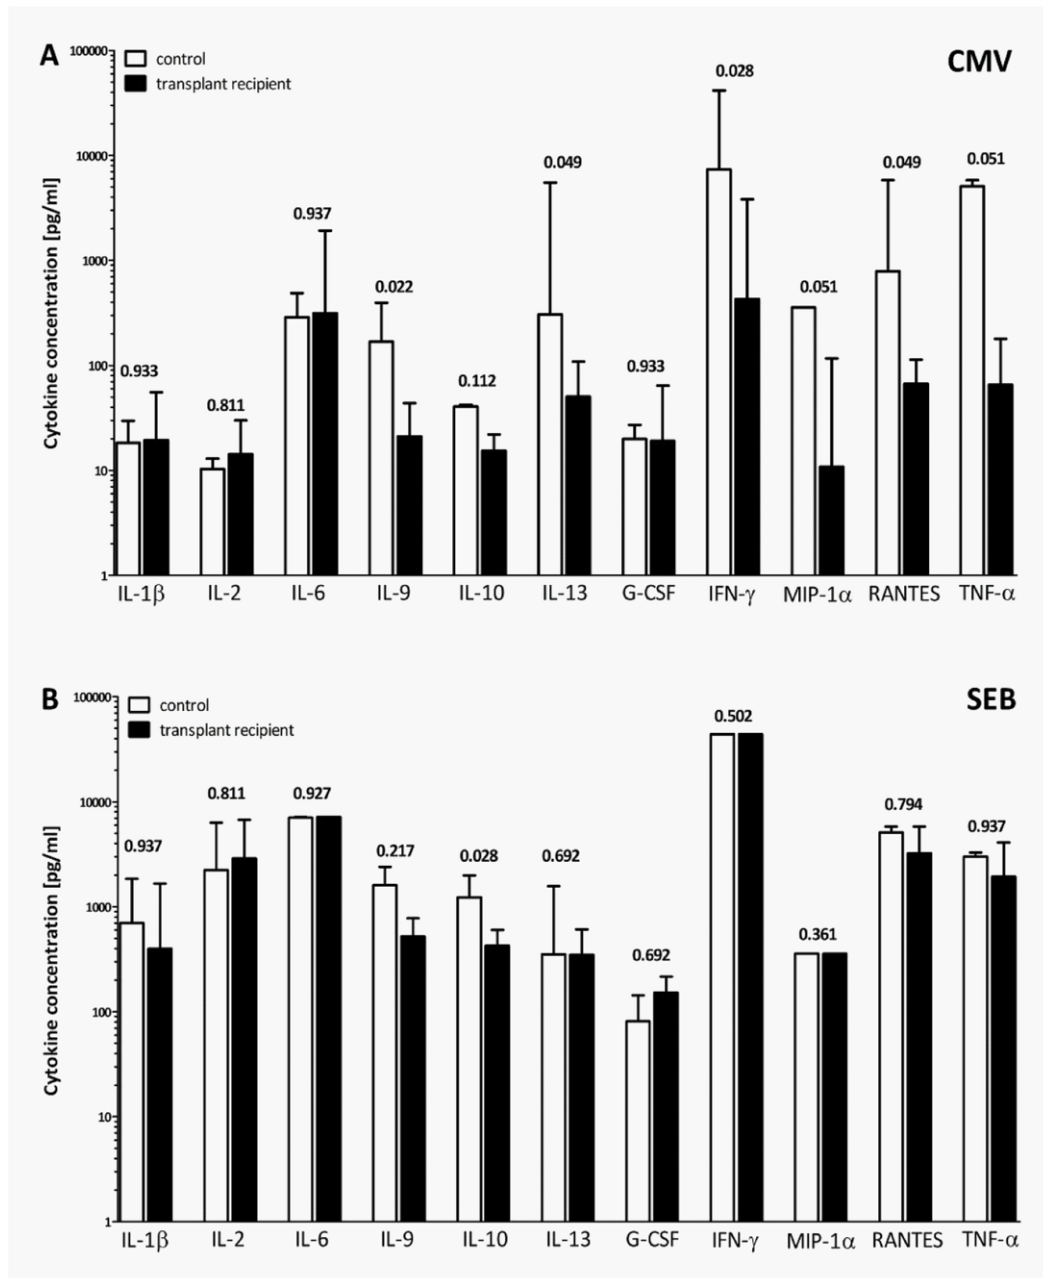 A
CMV
control
transplant recipient
Cytokine concentration [pg/ml]
100000
10000
1000
100
10
1
0.933
0.811
0.937
0.022
0.112
0.049
0.933
0.028
0.051
0.049
0.051
IL-1β IL-2 IL-6 IL-9 IL-10 IL-13 G-CSF IFN-γ MIP-1α RANTES TNF-α
B
SEB
control
transplant recipient
Cytokine concentration [pg/ml]
100000
10000
1000
100
10
1
0.937
0.811
0.927
0.217
0.028
0.692
0.692
0.502
0.361
0.794
0.937
IL-1β IL-2 IL-6 IL-9 IL-10 IL-13 G-CSF IFN-γ MIP-1α RANTES TNF-α